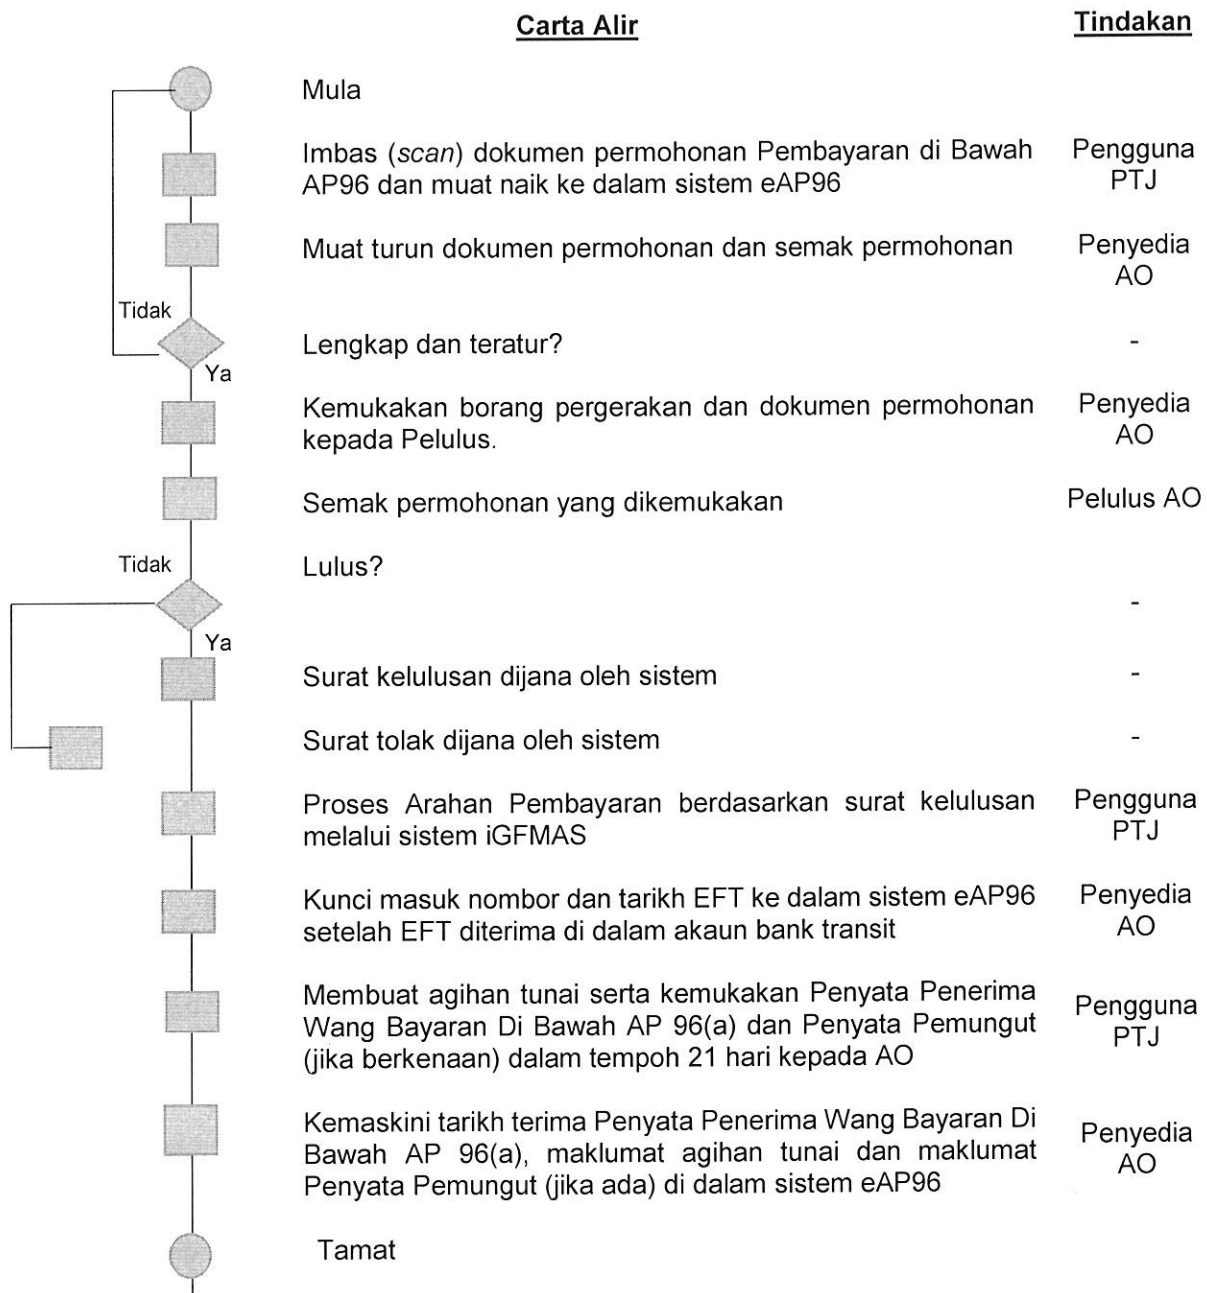 Carta Alir Tindakan
Mula
Imbas (scan) dokumen permohonan Pembayaran di Bawah Pengguna
AP96 dan muat naik ke dalam sistem eAP96 PTJ
Muat turun dokumen permohonan dan semak permohonan Penyedia
AO
Tidak
Lengkap dan teratur? -
Ya
Kemukakan borang pergerakan dan dokumen permohonan Penyedia
kepada Pelulus. AO
Semak permohonan yang dikemukakan Pelulus AO
Tidak Lulus?
-
Ya
Surat kelulusan dijana oleh sistem -
Surat tolak dijana oleh sistem -
Proses Arahan Pembayaran berdasarkan surat kelulusan Pengguna
melalui sistem iGFMAS PTJ
Kunci masuk nombor dan tarikh EFT ke dalam sistem eAP96 Penyedia
setelah EFT diterima di dalam akaun bank transit AO
Membuat agihan tunai serta kemukakan Penyata Penerima
Wang Bayaran Di Bawah AP 96(a) dan Penyata Pemungut Pengguna
(jika berkenaan) dalam tempoh 21 hari kepada AO PTJ
Kemaskini tarikh terima Penyata Penerima Wang Bayaran Di
Bawah AP 96(a), maklumat agihan tunai dan maklumat Penyedia
Penyata Pemungut (jika ada) di dalam sistem eAP96 AO
Tamat